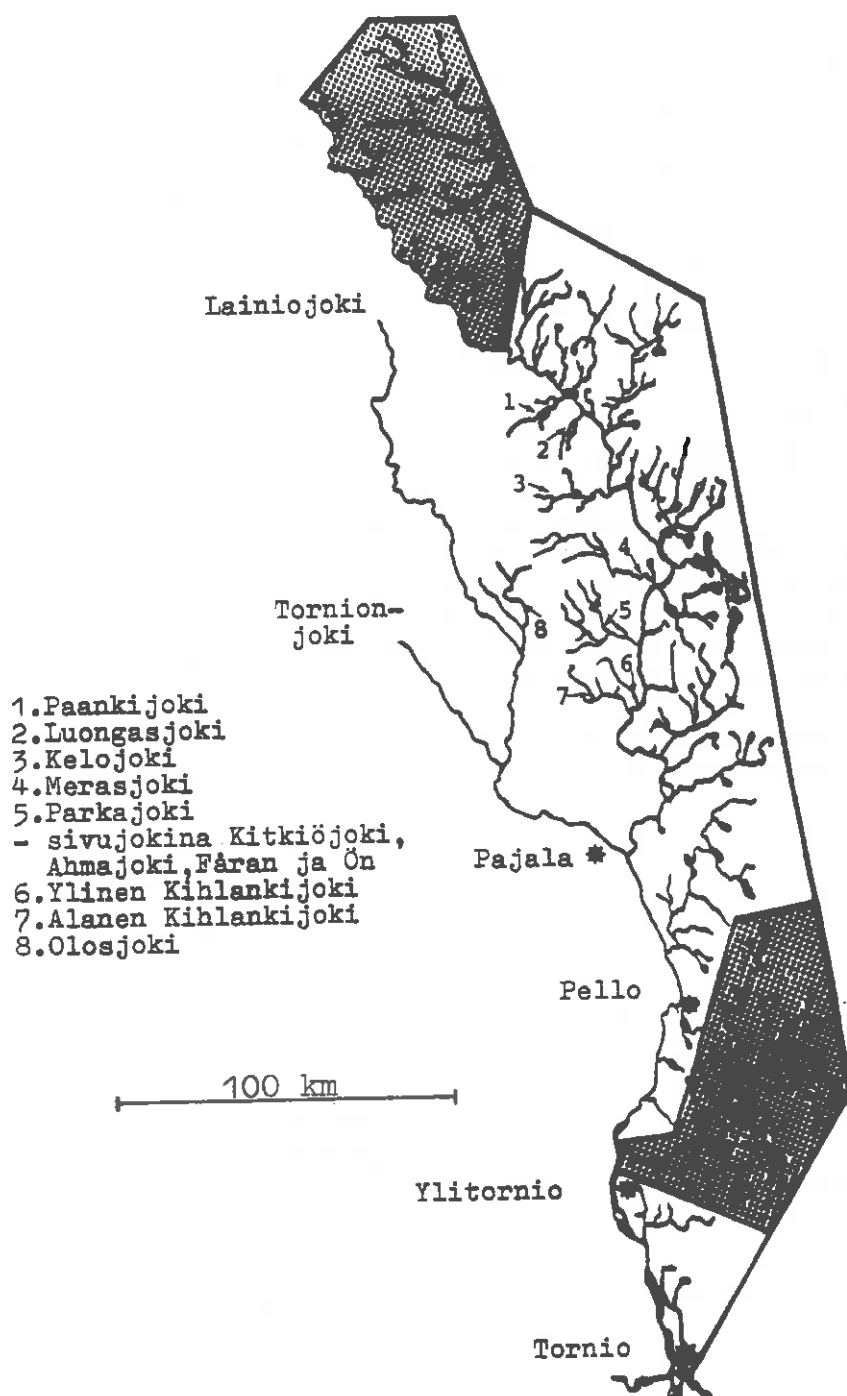 Lainiojoki
1
2
3
4
Tornion-
joki
5
8
6
7
1.Paankijoki
2.Luongasjoki
3.Kelojoki
4.Merasjoki
5.Parkajoki
- sivujokina Kitkiöjoki,
Ahmajoki,Fåran ja Ön
6.Ylinen Kihlankijoki
7.Alanen Kihlankijoki
8.Olosjoki
Pajala
Pello
100 km
Ylitornio
Tornio